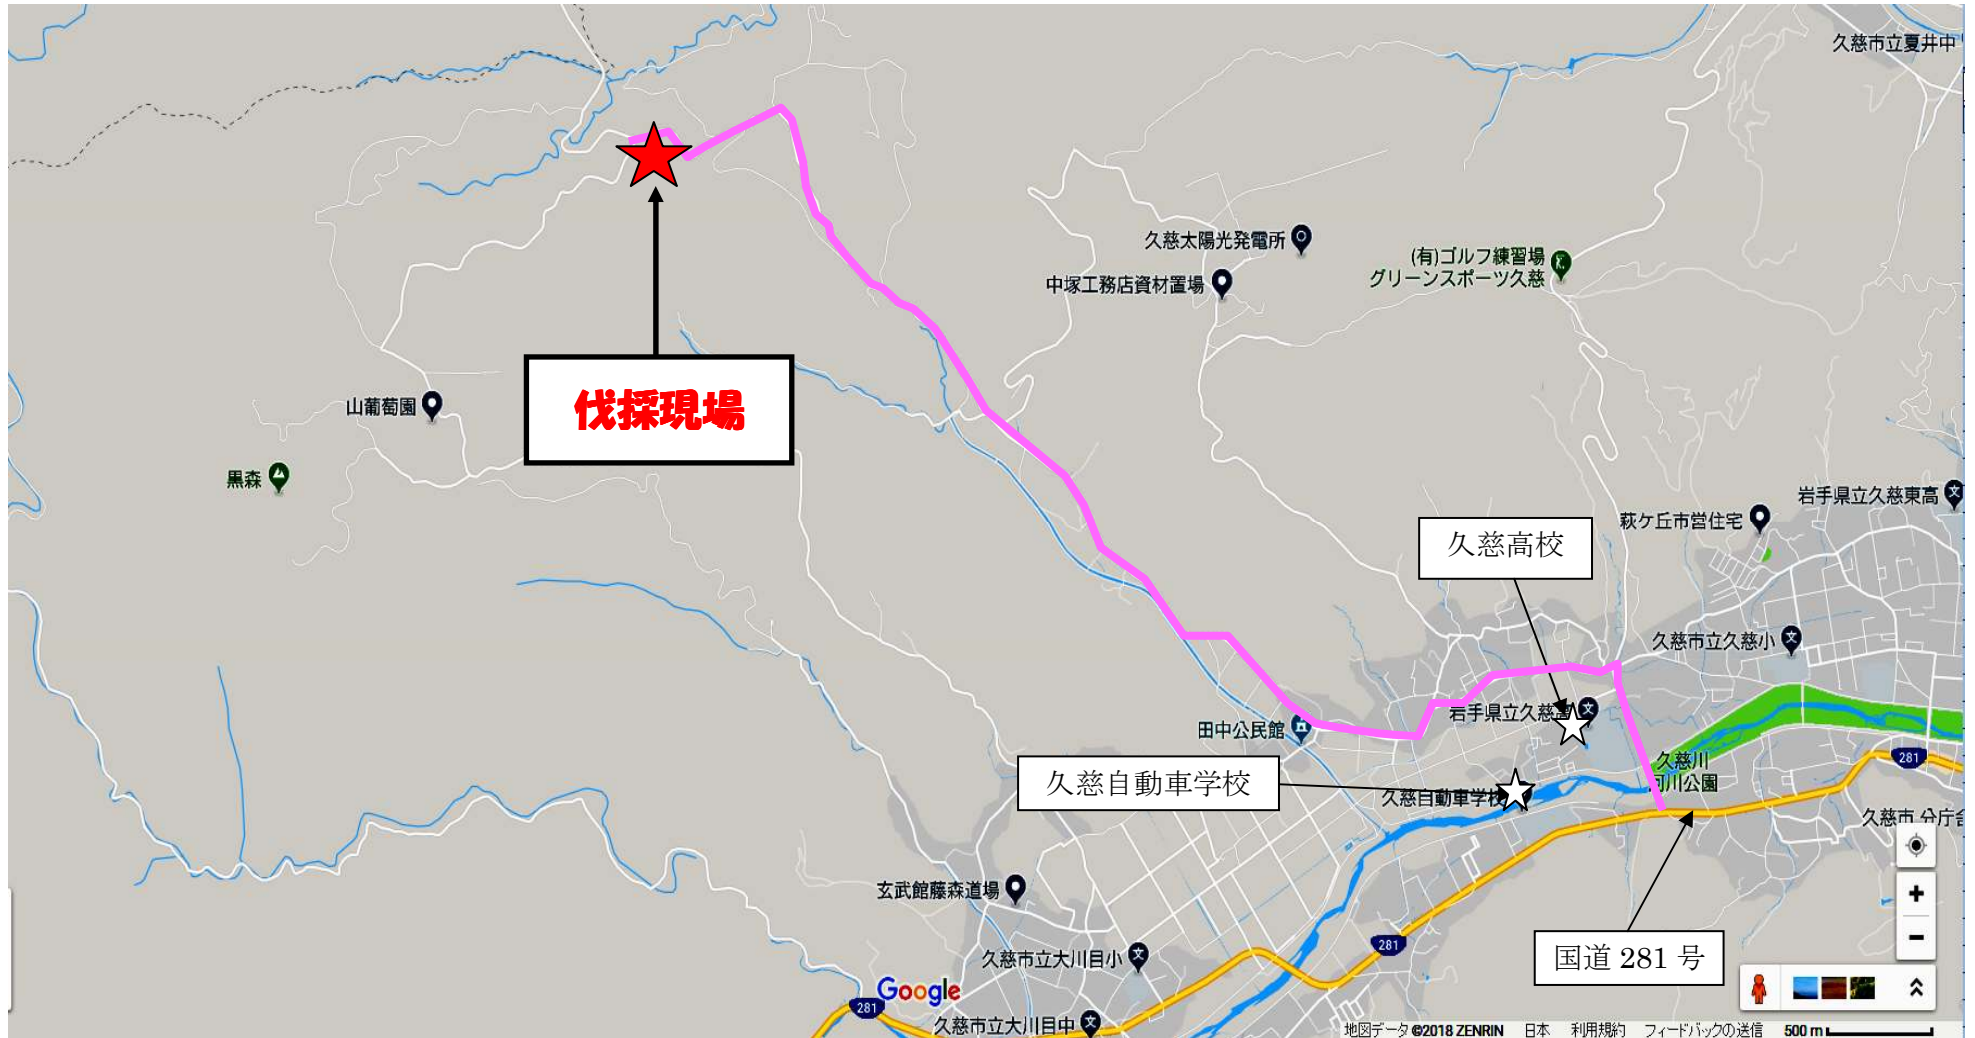 久慈市立夏井中
久慈太陽光発電所
(有)ゴルフ練習場
グリーンスポーツ久慈
中塚工務店資材置場
伐採現場
山葡萄園
黒森
岩手県立久慈東高
萩ケ丘市営住宅
久慈高校
久慈市立久慈小
岩手県立久慈高
田中公民館
久慈川
河川公園
281
久慈自動車学校
久慈自動車学校
久慈市 分庁舎
玄武館藤森道場
久慈市立大川目小
281
国道 281 号
Google
281
久慈市立大川目中
地図データ ©2018 ZENRIN 日本 利用規約 フィードバックの送信 500 m